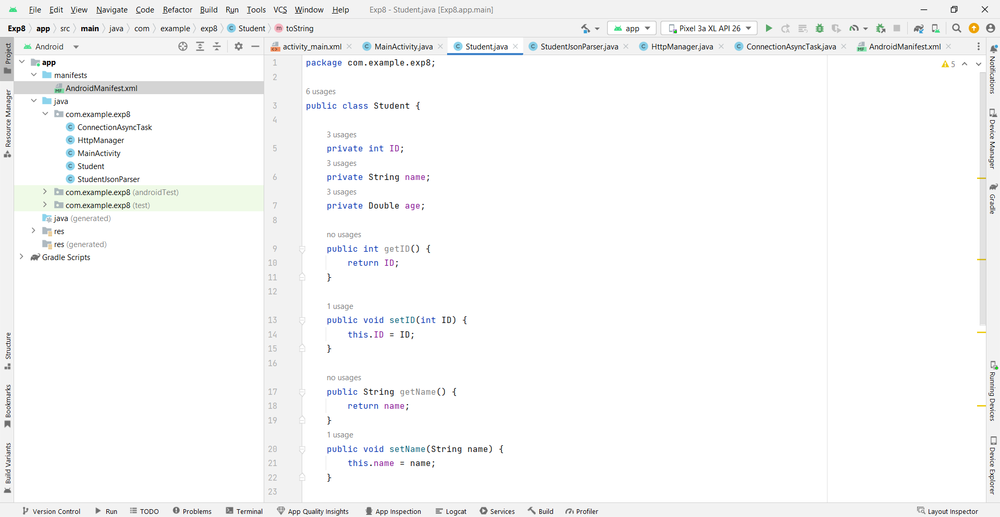 File Edit View Navigate Code Refactor Build Run Tools VCS Window Help Exp8 - Student.java [Exp8.app.main]
Exp8 app src main java com example exp8 C Student m toString app Pixel 3a XL API 26
Android
activity_main.xml C MainActivity.java C Student.java C StudentJsonParser.java C HttpManager.java C ConnectionAsyncTask.java MF AndroidManifest.xml
Project
Resource Manager
Structure
Bookmarks
Build Variants
app
manifests
MF AndroidManifest.xml
java
com.example.exp8
C ConnectionAsyncTask
C HttpManager
C MainActivity
C Student
C StudentJsonParser
com.example.exp8 (androidTest)
com.example.exp8 (test)
java (generated)
res
res (generated)
Gradle Scripts
5
1 package com.example.exp8;
2
6 usages
3 public class Student {
4
3 usages
5 private int ID;
3 usages
6 private String name;
3 usages
7 private Double age;
8
no usages
9 public int getID() {
10 return ID;
11 }
12
1 usage
13 public void setID(int ID) {
14 this.ID = ID;
15 }
16
no usages
17 public String getName() {
18 return name;
19 }
1 usage
20 public void setName(String name) {
21 this.name = name;
22 }
23
Notifications
Device Manager
Gradle
Running Devices
Device Explorer
Version Control Run TODO Problems Terminal App Quality Insights App Inspection Logcat Services Build Profiler Layout Inspector